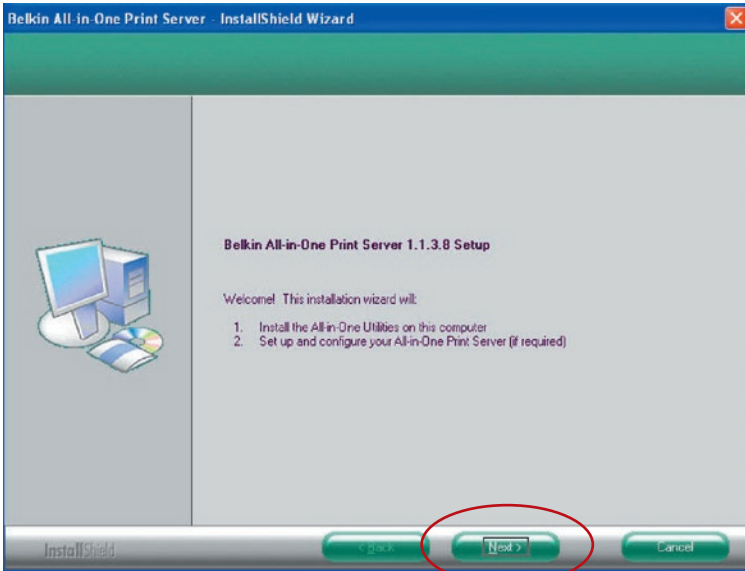 Belkin All-in-One Print Server - InstallShield Wizard
Belkin All-in-One Print Server 1.1.3.8 Setup
Welcome! This installation wizard will:
1. Install the All-in-One Utilities on this computer
2. Set up and configure your All-in-One Print Server (if required)
InstallShield
< Back
Next >
Cancel